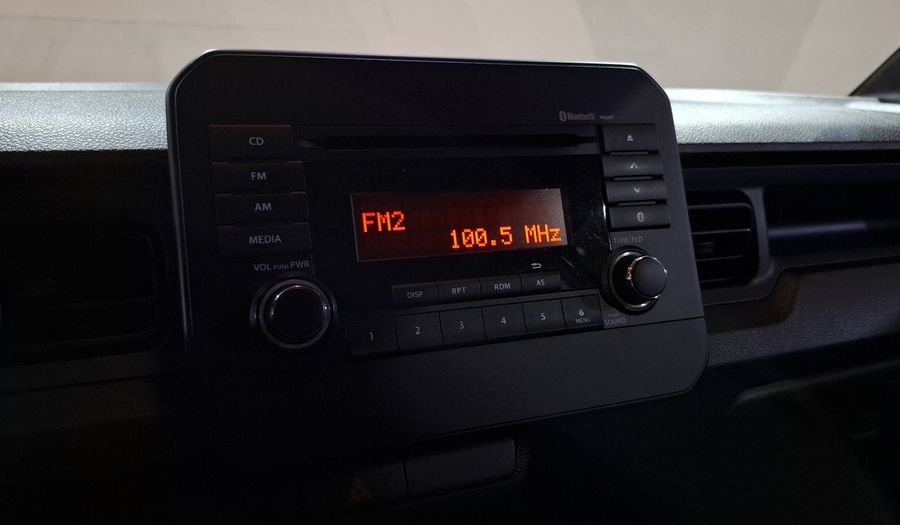 Bluetooth
CD
FM
AM
MEDIA
FM2
100.5 MHz
VOL PUSH PWR
TUNE/FLD
DISP
RPT
RDM
AS
1
2
3
4
5
6
MENU
PUSH
SOUND